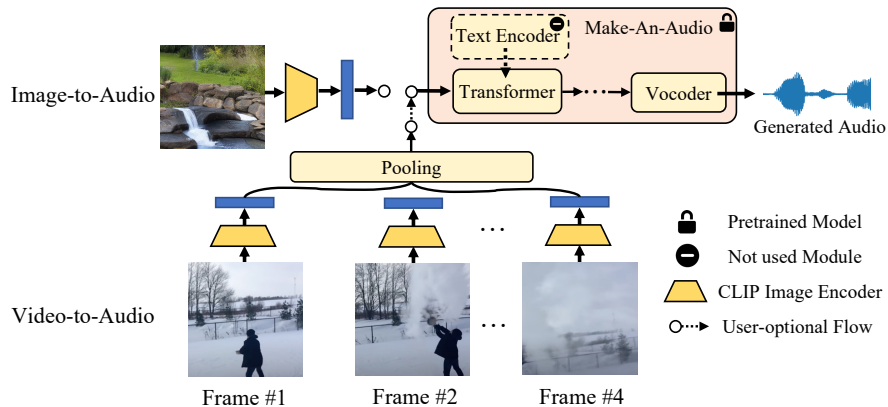 Text Encoder
Make-An-Audio
Image-to-Audio
Transformer
...
Vocoder
Generated Audio
Pooling
...
Pretrained Model
Not used Module
CLIP Image Encoder
Video-to-Audio
...
User-optional Flow
Frame #1
Frame #2
Frame #4